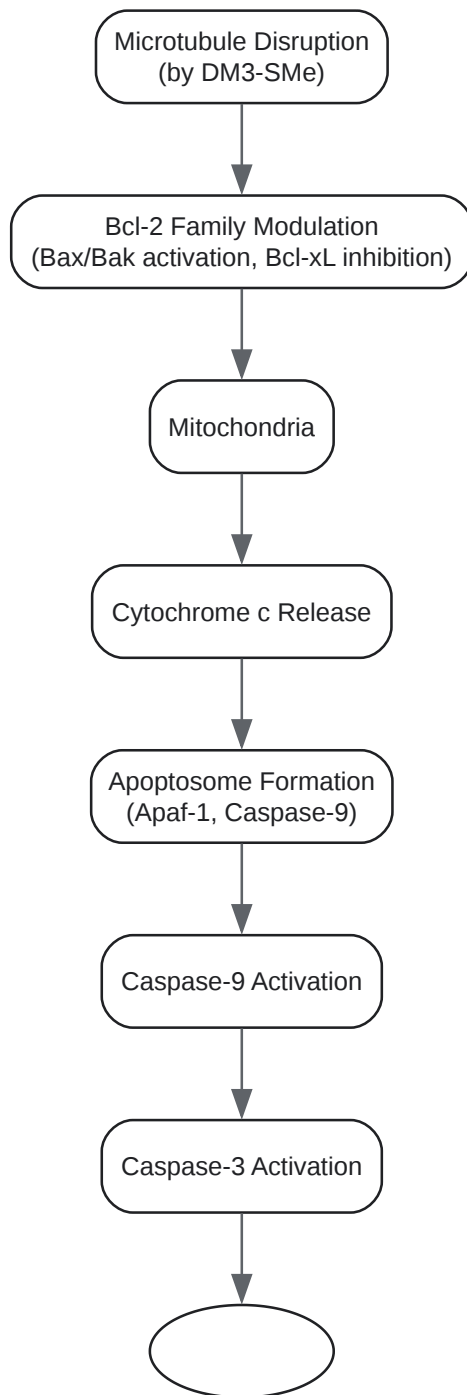 Microtubule Disruption
(by DM3-SMe)
Bcl-2 Family Modulation
(Bax/Bak activation, Bcl-xL inhibition)
Mitochondria
Cytochrome c Release
Apoptosome Formation
(Apaf-1, Caspase-9)
Caspase-9 Activation
Caspase-3 Activation